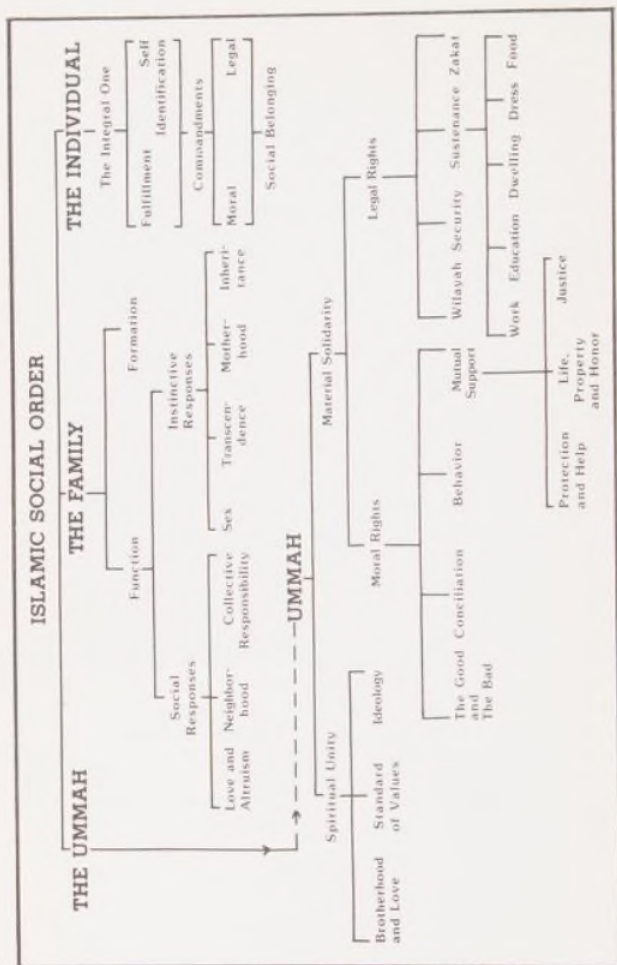 ISLAMIC SOCIAL ORDER
THE UMMAH
THE FAMILY
THE INDIVIDUAL
Function
Formation
The Integral One
Social
Responses
Instinctive
Responses
Fulfillment
Self
Identification
Love and
Altruism
Neighbor-
hood
Collective
Responsibility
Sex
Transcen-
dence
Mother-
hood
Inheri-
tance
Commandments
Moral
Legal
Social Belonging
UMMAH
Spiritual Unity
Material Solidarity
Brotherhood
and Love
Standard
of Values
Ideology
Moral Rights
Legal Rights
The Good
and
The Bad
Conciliation
Behavior
Mutual
Support
Wilayah
Security
Sustenance
Zakat
Work
Education
Dwelling
Dress
Food
Protection
and Help
Life,
Property
and Honor
Justice